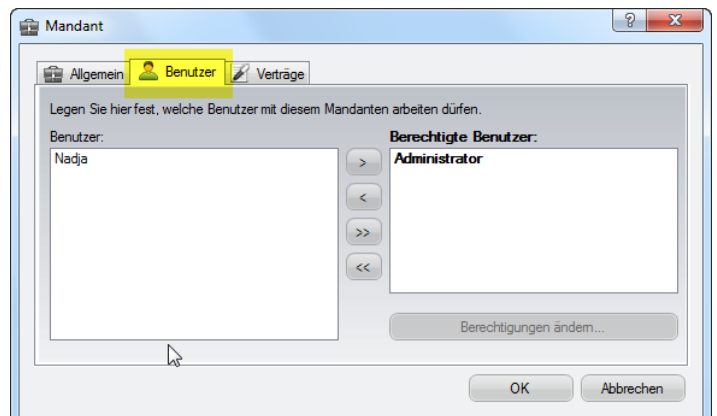 Mandant
?
X
Allgemein Benutzer Verträge
Legen Sie hier fest, welche Benutzer mit diesem Mandanten arbeiten dürfen.
Benutzer: Berechtigte Benutzer:
Nadja > Administrator
<
>>
<<
Berechtigungen ändern...
OK Abbrechen